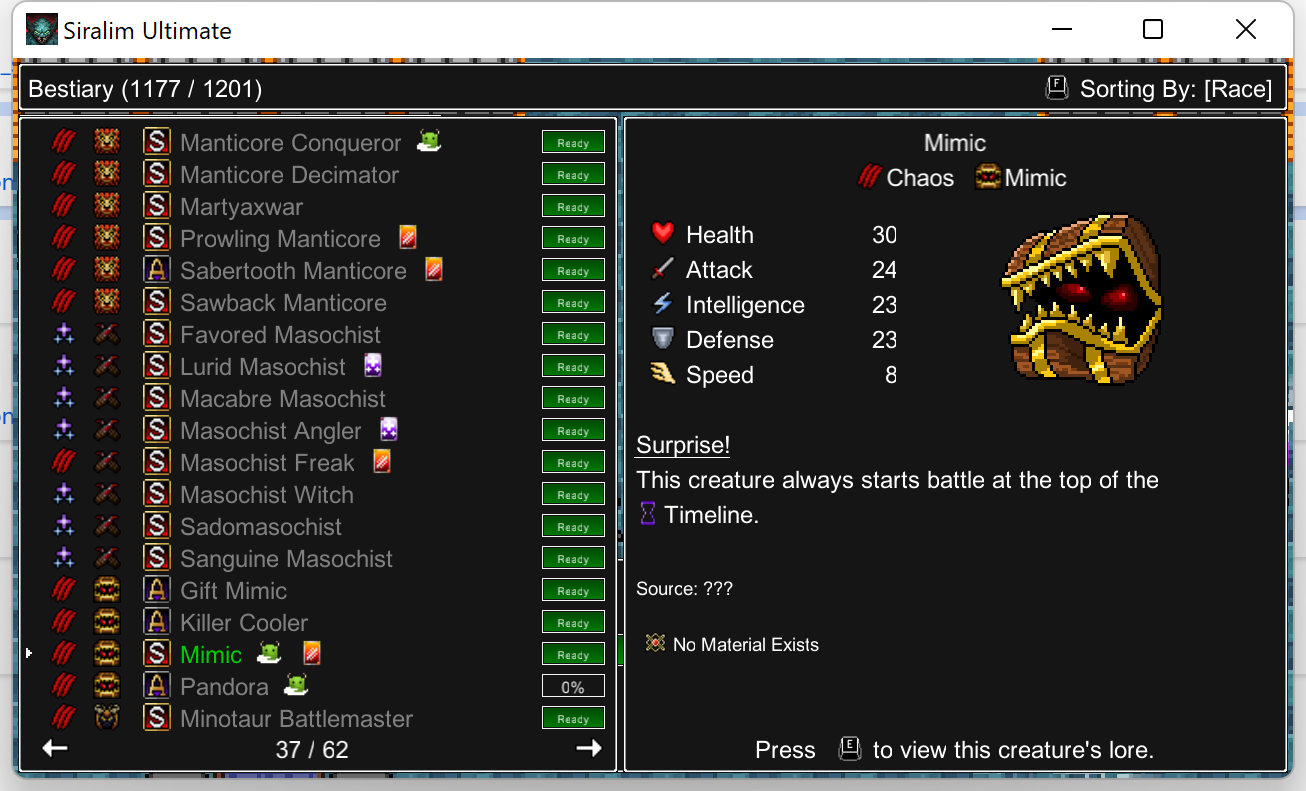 Siralim Ultimate
Bestiary (1177 / 1201)
F Sorting By: [Race]
S Manticore Conqueror Ready
S Manticore Decimator Ready
S Martyaxwar Ready
S Prowling Manticore Ready
A Sabertooth Manticore Ready
S Sawback Manticore Ready
S Favored Masochist Ready
S Lurid Masochist Ready
S Macabre Masochist Ready
S Masochist Angler Ready
S Masochist Freak Ready
S Masochist Witch Ready
S Sadomasochist Ready
S Sanguine Masochist Ready
A Gift Mimic Ready
A Killer Cooler Ready
S Mimic Ready
A Pandora 0%
S Minotaur Battlemaster Ready
37 / 62
Mimic
Chaos Mimic
Health 30
Attack 24
Intelligence 23
Defense 23
Speed 8
Surprise!
This creature always starts battle at the top of the
Timeline.
Source: ???
No Material Exists
Press E to view this creature's lore.